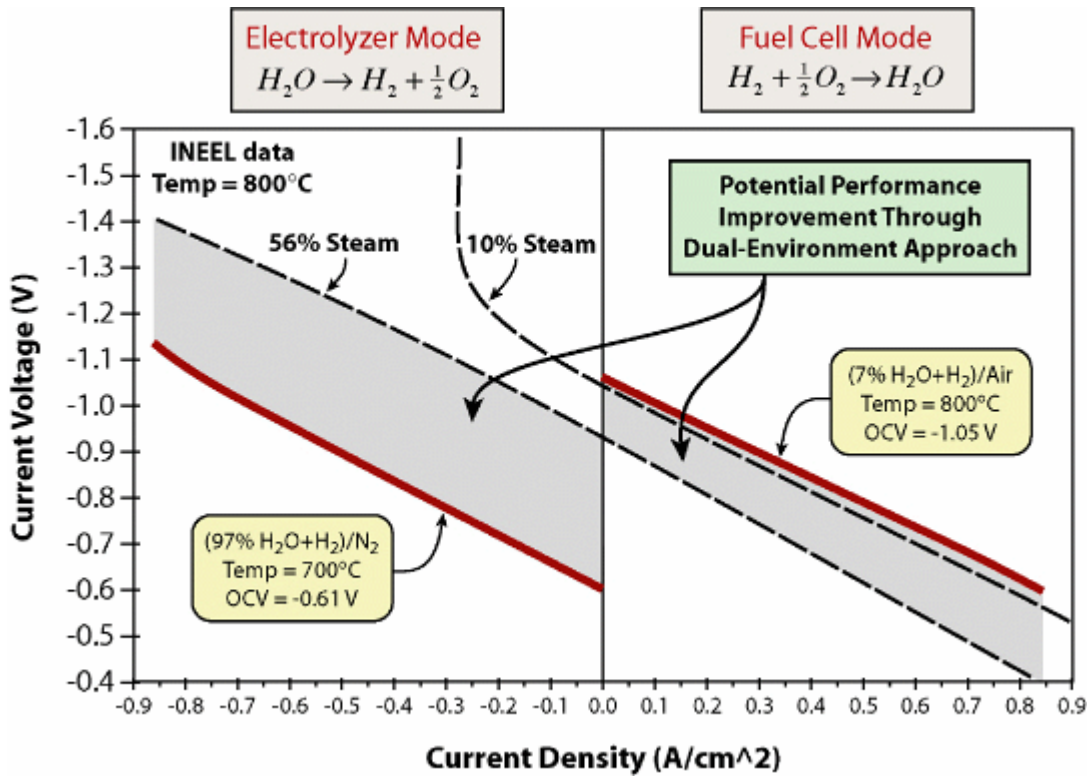 Electrolyzer Mode
H₂O → H₂ + ½O₂
Fuel Cell Mode
H₂ + ½O₂ → H₂O
Current Voltage (V)
-1.6
-1.5
-1.4
-1.3
-1.2
-1.1
-1.0
-0.9
-0.8
-0.7
-0.6
-0.5
-0.4
INEEL data
Temp = 800°C
56% Steam
10% Steam
Potential Performance
Improvement Through
Dual-Environment Approach
(7% H₂O+H₂)/Air
Temp = 800°C
OCV = -1.05 V
(97% H₂O+H₂)/N₂
Temp = 700°C
OCV = -0.61 V
-0.9 -0.8 -0.7 -0.6 -0.5 -0.4 -0.3 -0.2 -0.1 0.0 0.1 0.2 0.3 0.4 0.5 0.6 0.7 0.8 0.9
Current Density (A/cm^2)